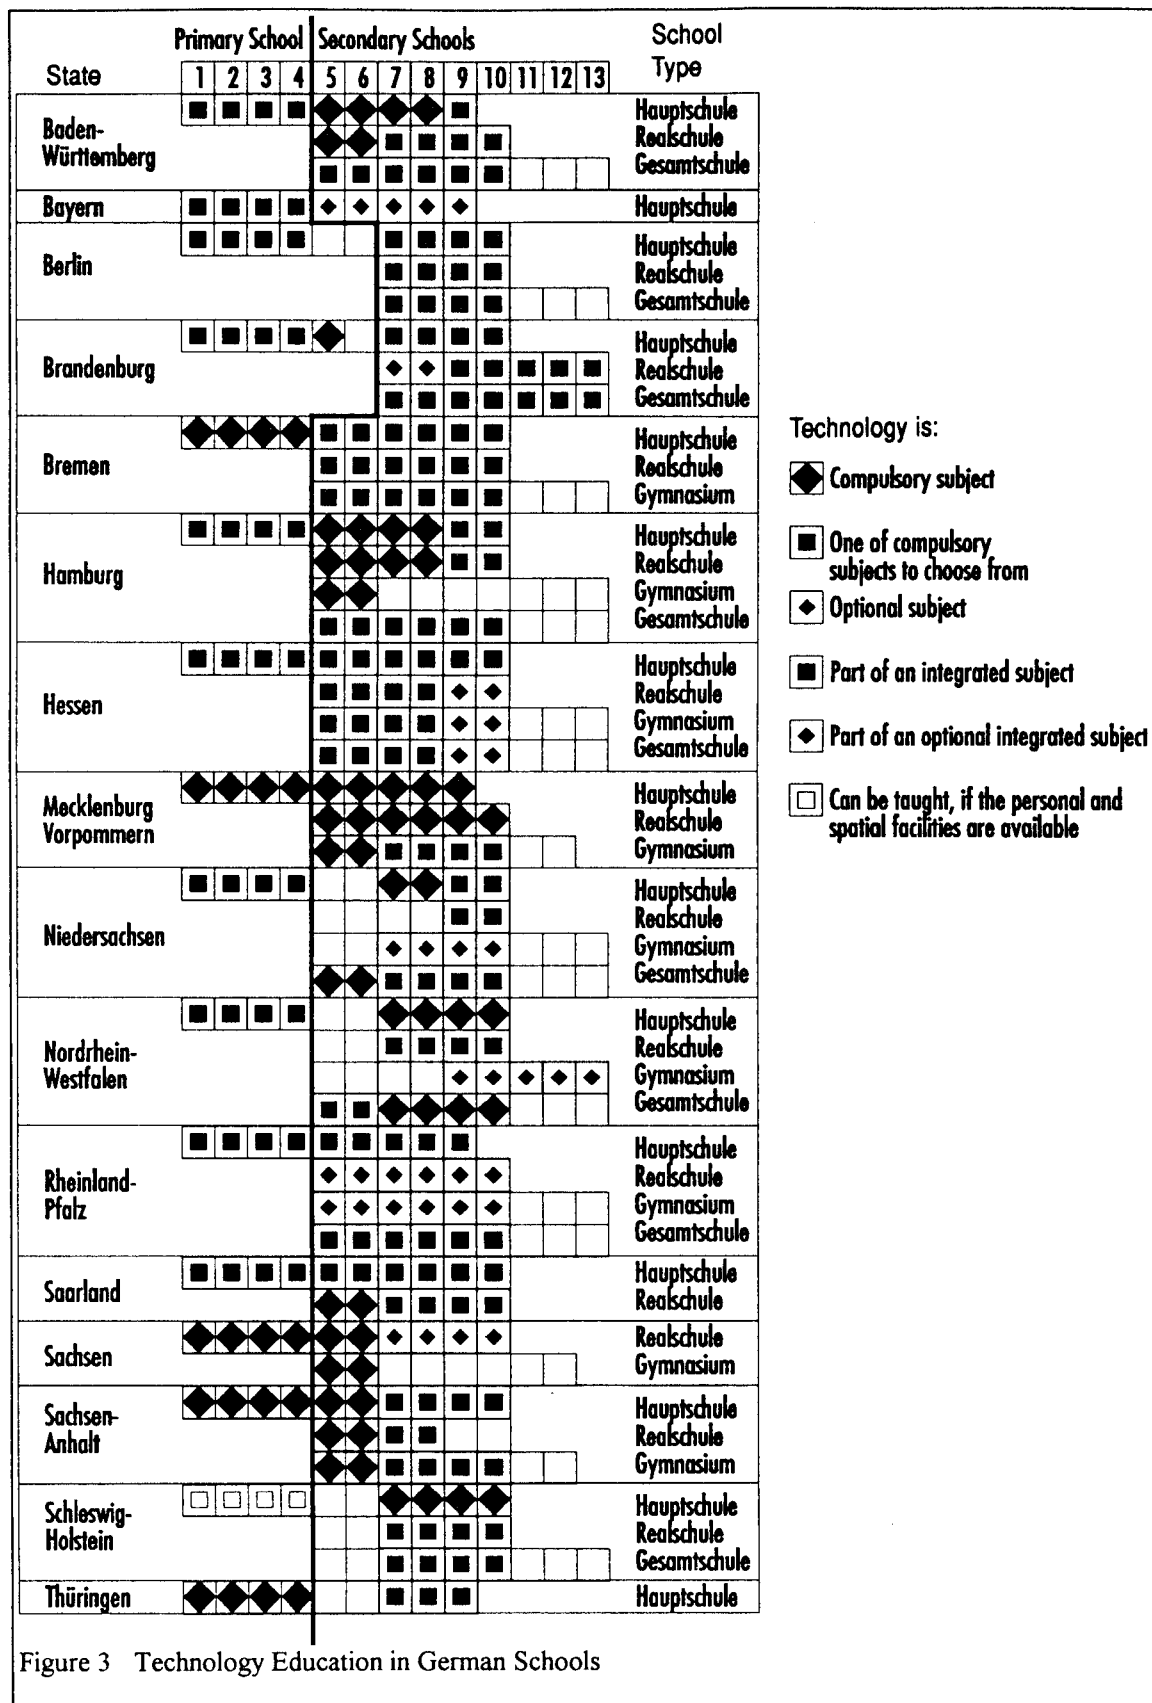 Primary School Secondary Schools School
State 1 2 3 4 5 6 7 8 9 10 11 12 13 Type
Baden-
Württemberg
Hauptschule
Realschule
Gesamtschule
Bayern
Hauptschule
Berlin
Hauptschule
Realschule
Gesamtschule
Brandenburg
Hauptschule
Realschule
Gesamtschule
Bremen
Hauptschule
Realschule
Gymnasium
Hamburg
Hauptschule
Realschule
Gymnasium
Gesamtschule
Hessen
Hauptschule
Realschule
Gymnasium
Gesamtschule
Mecklenburg
Vorpommern
Hauptschule
Realschule
Gymnasium
Niedersachsen
Hauptschule
Realschule
Gymnasium
Gesamtschule
Nordrhein-
Westfalen
Hauptschule
Realschule
Gymnasium
Gesamtschule
Rheinland-
Pfalz
Hauptschule
Realschule
Gymnasium
Gesamtschule
Saarland
Hauptschule
Realschule
Sachsen
Realschule
Gymnasium
Sachsen-
Anhalt
Hauptschule
Realschule
Gymnasium
Schleswig-
Holstein
Hauptschule
Realschule
Gesamtschule
Thüringen
Hauptschule
Technology is:
Compulsory subject
One of compulsory
subjects to choose from
Optional subject
Part of an integrated subject
Part of an optional integrated subject
Can be taught, if the personal and
spatial facilities are available
Figure 3 Technology Education in German Schools